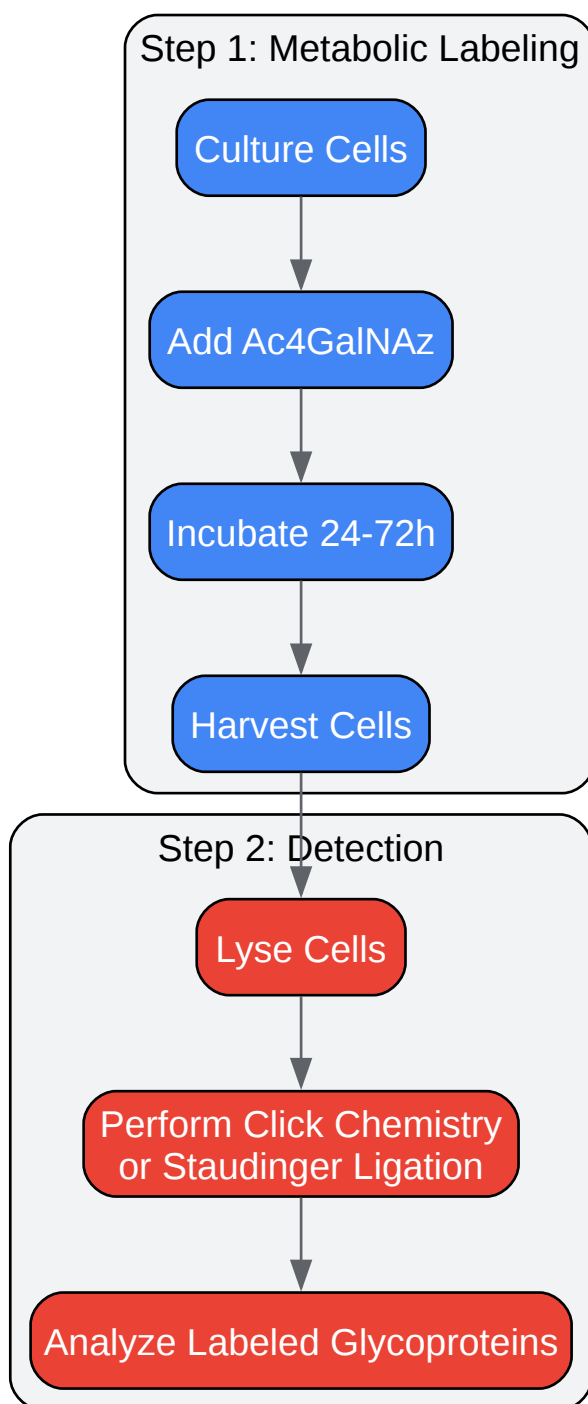 Step 1: Metabolic Labeling
Culture Cells
Add Ac4GalNAz
Incubate 24-72h
Harvest Cells
Step 2: Detection
Lyse Cells
Perform Click Chemistry
or Staudinger Ligation
Analyze Labeled Glycoproteins